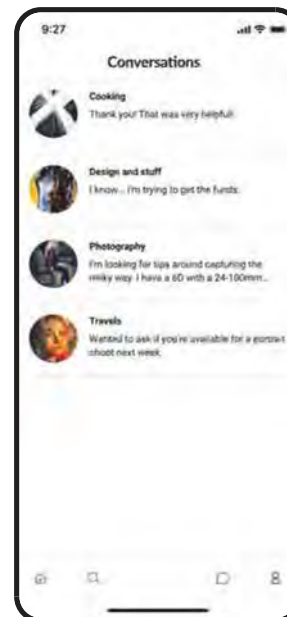 9:27
Conversations
Cooking
Thank you! That was very helpful!
Design and stuff
I know... I'm trying to get the funds.
Photography
I'm looking for tips around capturing the
milky way. I have a 6D with a 24-100mm...
Travels
Wanted to ask if you're available for a portrait
shoot next week.